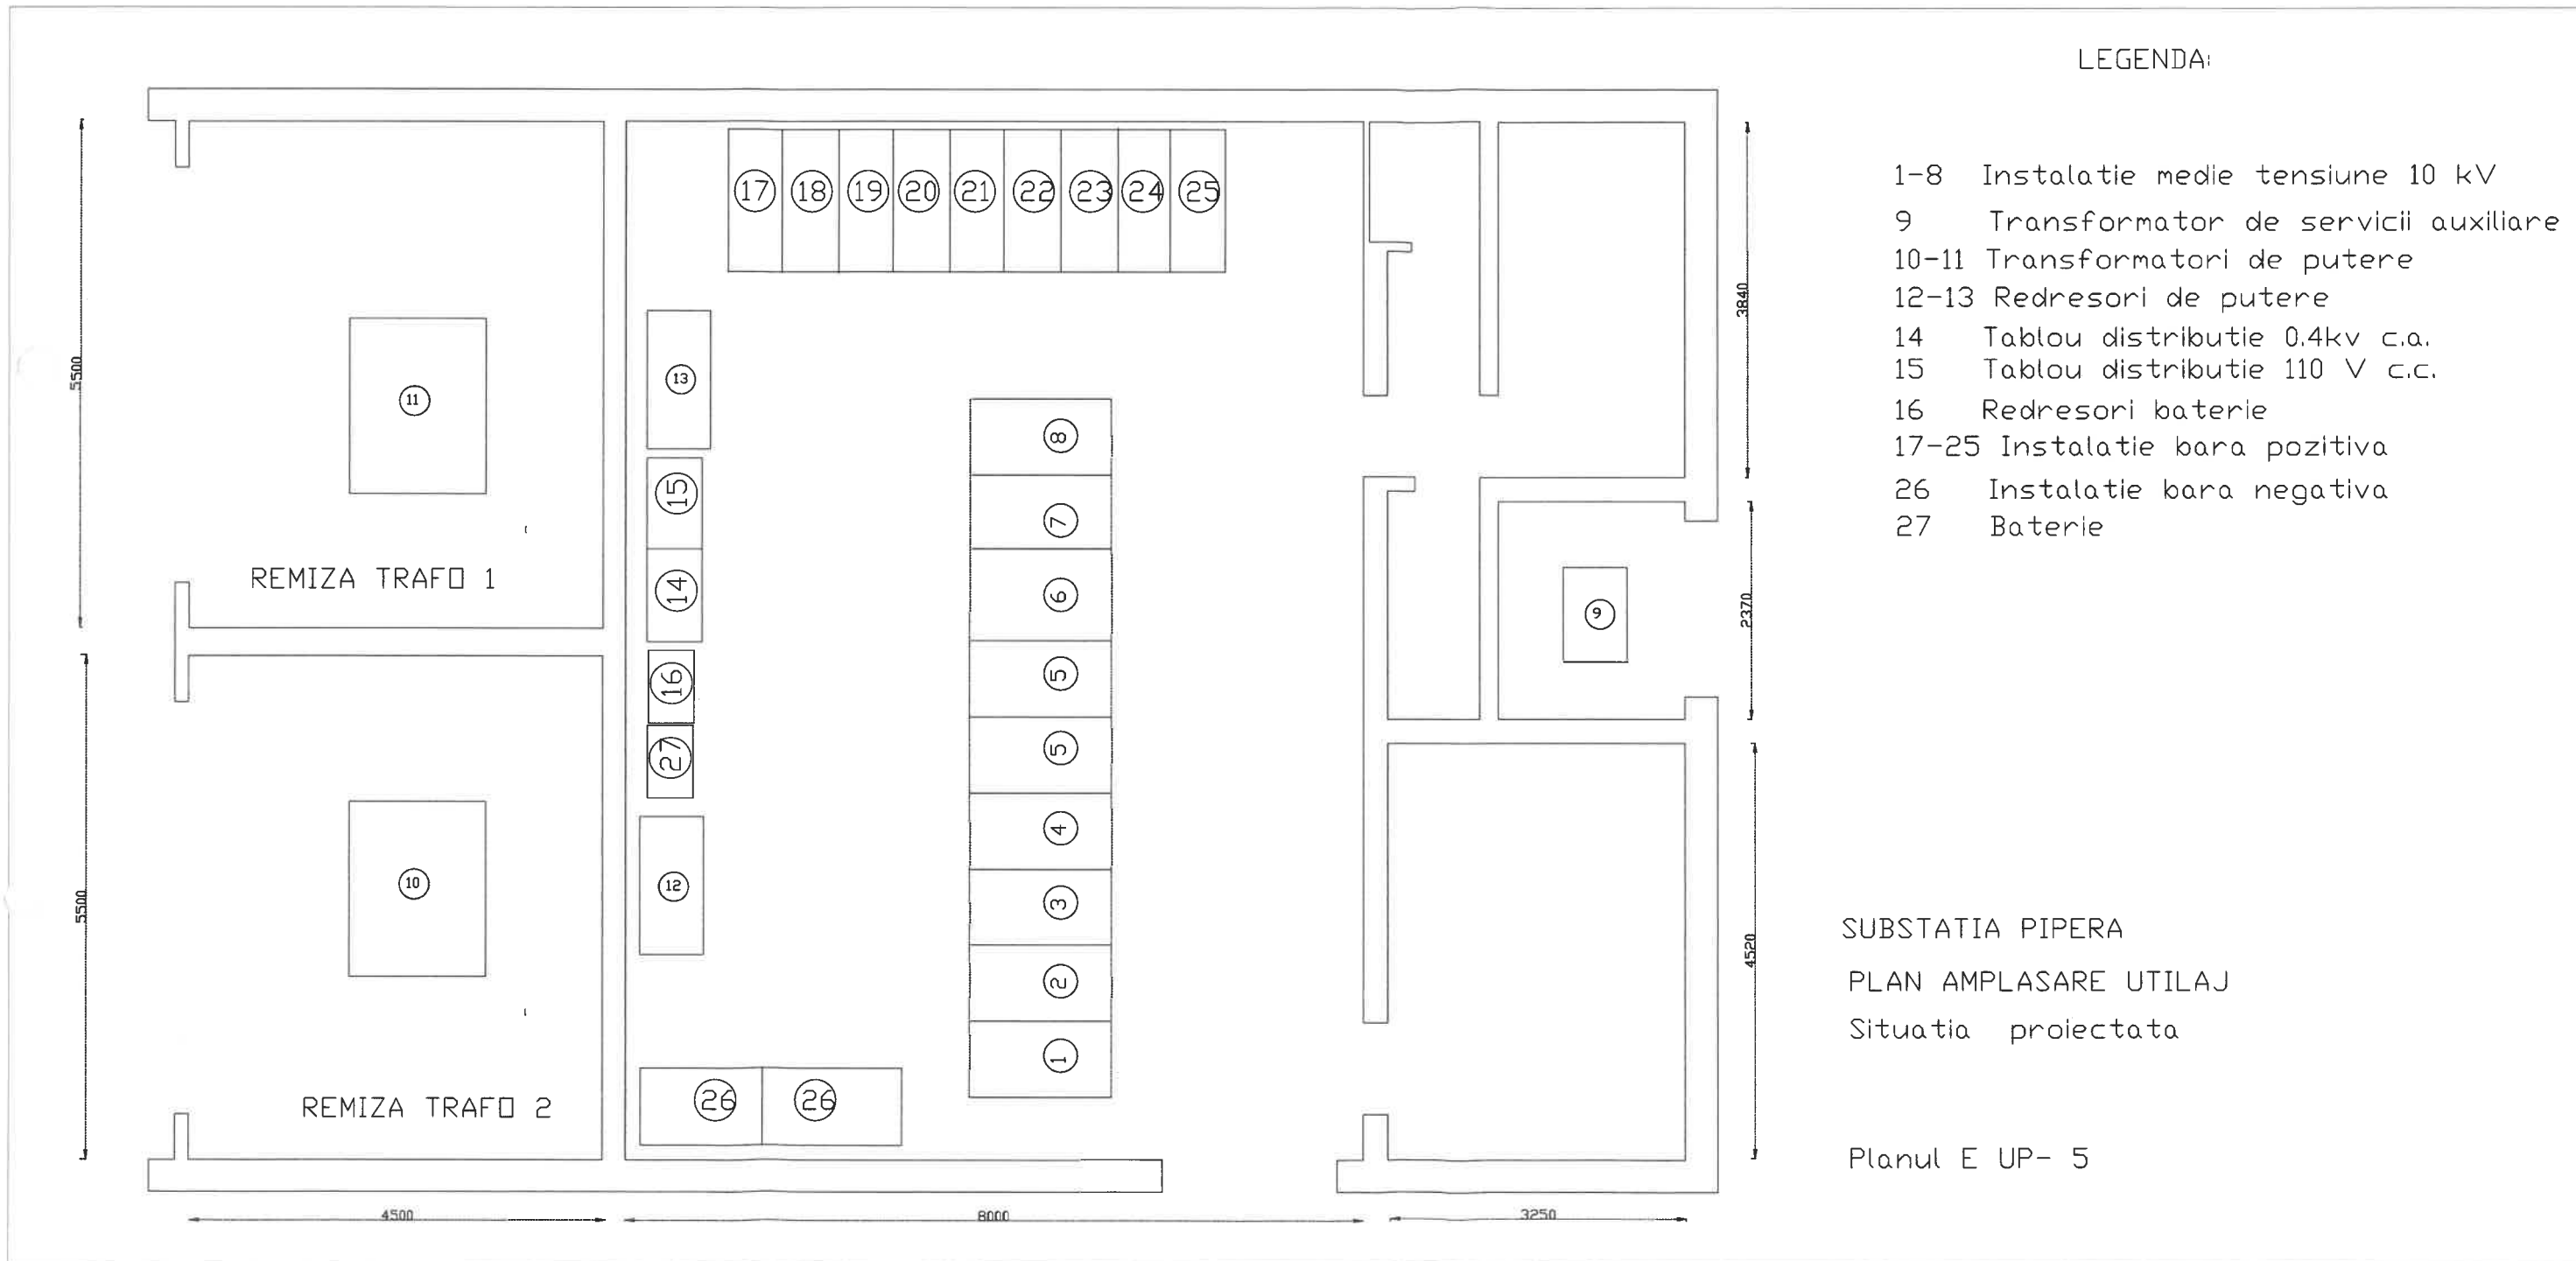 LEGENDA:
1-8 Instalatie medie tensiune 10 kV
9 Transformator de servicii auxiliare
10-11 Transformatori de putere
12-13 Redresori de putere
14 Tablou distributie 0.4kv c.a.
15 Tablou distributie 110 V c.c.
16 Redresori baterie
17-25 Instalatie bara pozitiva
26 Instalatie bara negativa
27 Baterie
17 18 19 20 21 22 23 24 25
3840
5500
11
13
8
15
7
REMIZA TRAFO 1
14
6
9
2370
16
5
27
5
4
10
12
5500
3
4520
2
1
REMIZA TRAFO 2
26 26
4500
8000
3250
SUBSTATIA PIPERA
PLAN AMPLASARE UTILAJ
Situatia proiectata
Planul E UP- 5